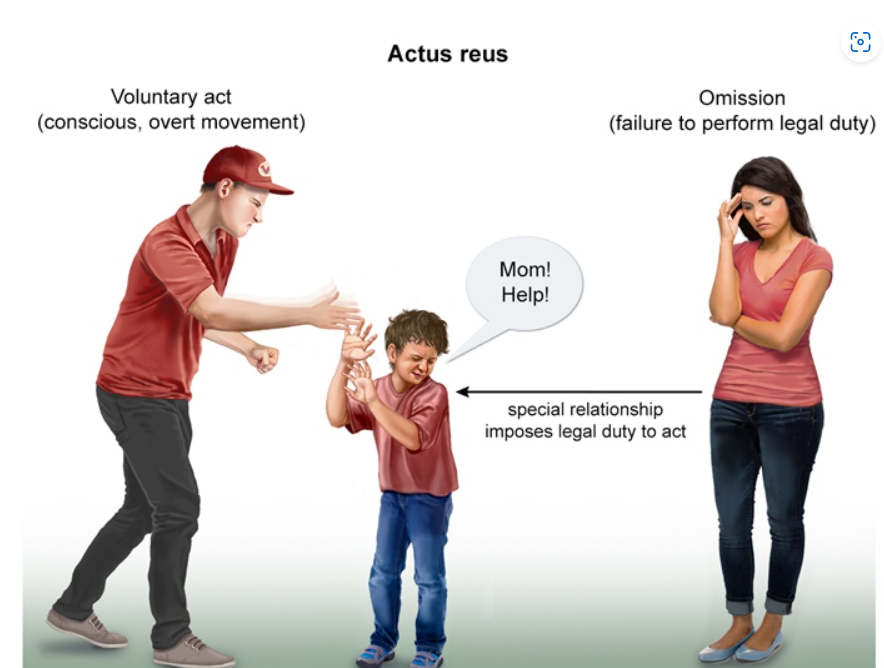 Actus reus
Voluntary act
(conscious, overt movement)
Omission
(failure to perform legal duty)
Mom!
Help!
special relationship
imposes legal duty to act